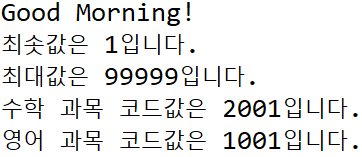 Good Morning!
최솟값은 1입니다.
최대값은 99999입니다.
수학 과목 코드값은 2001입니다.
영어 과목 코드값은 1001입니다.